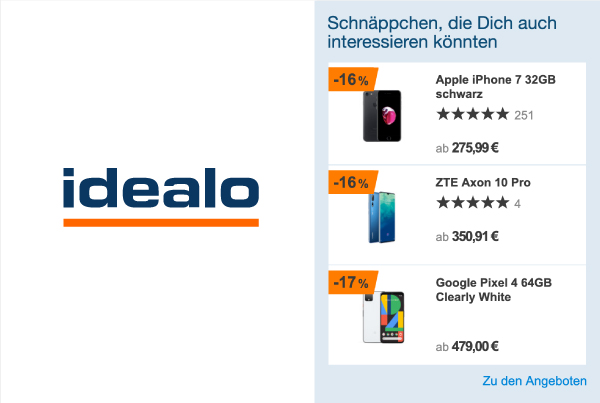 idealo
Schnäppchen, die Dich auch
interessieren könnten
-16 %
Apple iPhone 7 32GB
schwarz
★★★★★ 251
ab 275,99 €
-16 %
ZTE Axon 10 Pro
★★★★★ 4
ab 350,91 €
-17 %
Google Pixel 4 64GB
Clearly White
ab 479,00 €
Zu den Angeboten